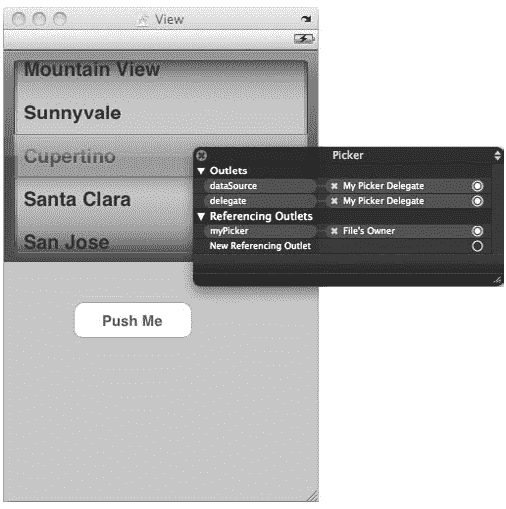 View
Mountain View
Sunnyvale
Cupertino
Santa Clara
San Jose
Push Me
Picker
Outlets
dataSource My Picker Delegate
delegate My Picker Delegate
Referencing Outlets
myPicker File's Owner
New Referencing Outlet